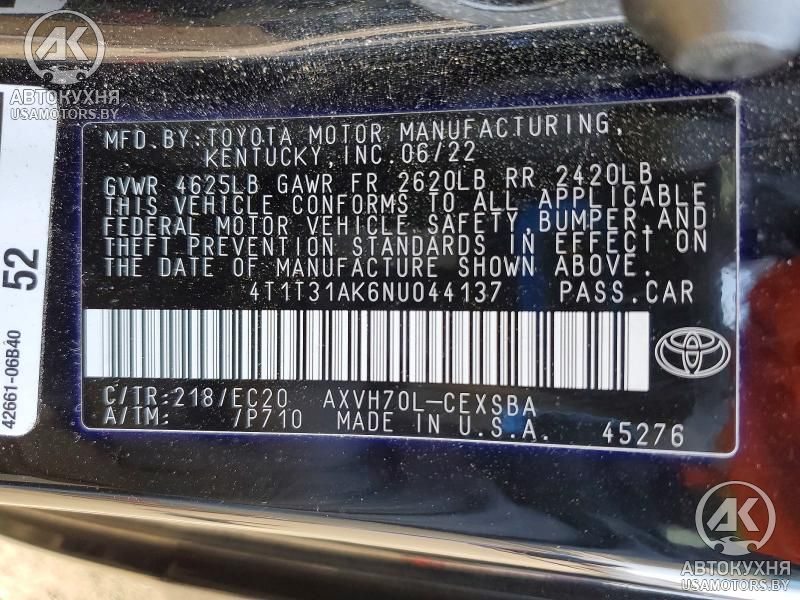 AK
АВТОКУХНЯ
USAMOTORS.BY
MFD.BY:TOYOTA MOTOR MANUFACTURING,
KENTUCKY,INC.06/22
GVWR 4625LB GAWR FR 2620LB RR 2420LB
THIS VEHICLE CONFORMS TO ALL APPLICABLE
FEDERAL MOTOR VEHICLE SAFETY,BUMPER,AND
THEFT PREVENTION STANDARDS IN EFFECT ON
THE DATE OF MANUFACTURE SHOWN ABOVE.
4T1T31AK6NU044137 PASS.CAR
C/TR:218/EC20 AXVH70L-CEXSBA
A/TM: /P710 MADE IN U.S.A. 45276
52
42661-06B40
AK
АВТОКУХНЯ
USAMOTORS.BY